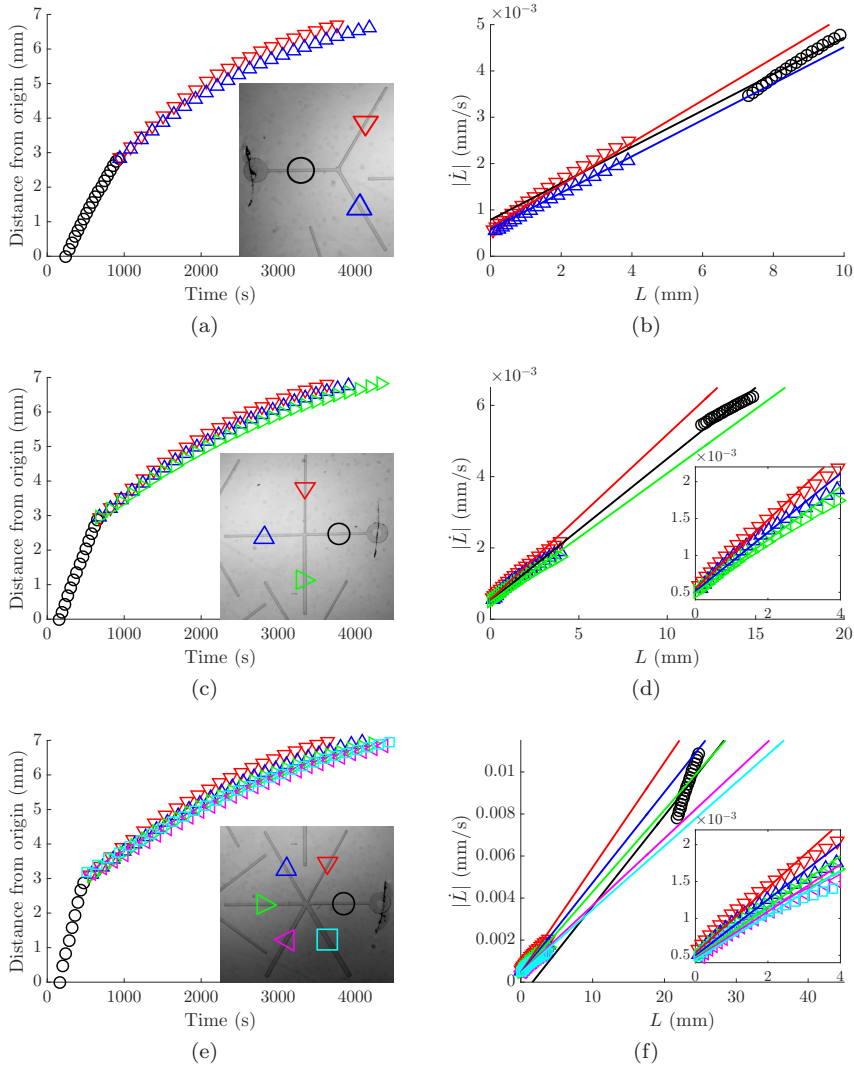 7
6
5
4
3
2
1
0
Distance from origin (mm)
1000 2000 3000 4000
Time (s)
(a)
×10⁻³
5
4
3
2
1
0
|L̇| (mm/s)
0 2 4 6 8 10
L (mm)
(b)
7
6
5
4
3
2
1
0
Distance from origin (mm)
1000 2000 3000 4000
Time (s)
(c)
×10⁻³
6
4
2
0
|L̇| (mm/s)
0 5 10 15 20
L (mm)
×10⁻³
2
1.5
1
0.5
0 2 4
(d)
7
6
5
4
3
2
1
0
Distance from origin (mm)
1000 2000 3000 4000
Time (s)
(e)
0.01
0.008
0.006
0.004
0.002
0
|L̇| (mm/s)
0 10 20 30 40
L (mm)
×10⁻³
2
1.5
1
0.5
0 2 4
(f)